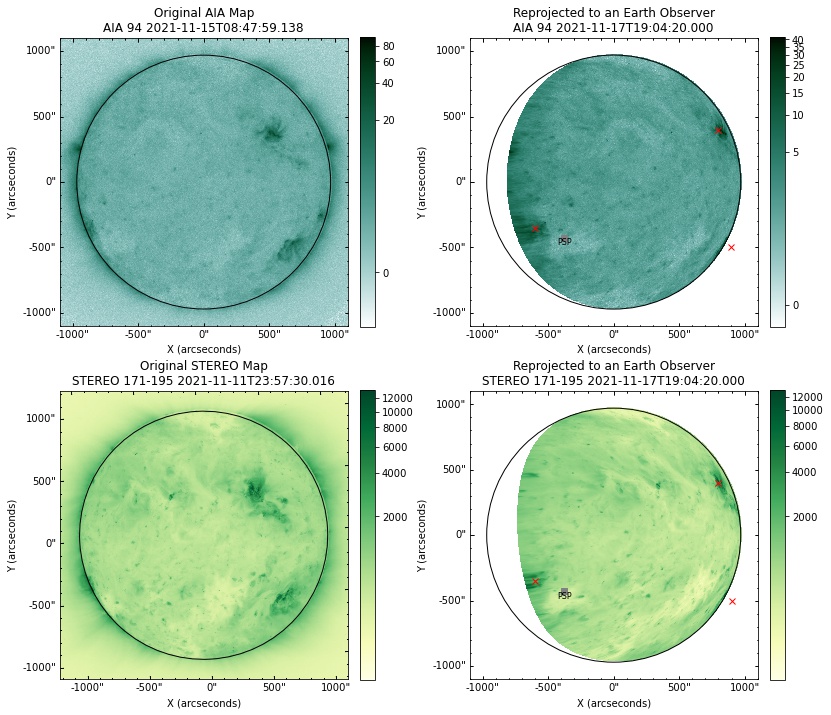 Original AIA Map
AIA 94 2021-11-15T08:47:59.138
1000"
500"
0"
-500"
-1000"
Y (arcseconds)
-1000" -500" 0" 500" 1000"
X (arcseconds)
80
60
40
20
0
Reprojected to an Earth Observer
AIA 94 2021-11-17T19:04:20.000
1000"
500"
0"
-500"
-1000"
Y (arcseconds)
PSP
-1000" -500" 0" 500" 1000"
X (arcseconds)
40
35
30
25
20
15
10
5
0
Original STEREO Map
STEREO 171-195 2021-11-11T23:57:30.016
1000"
500"
0"
-500"
-1000"
Y (arcseconds)
-1000" -500" 0" 500" 1000"
X (arcseconds)
12000
10000
8000
6000
4000
2000
Reprojected to an Earth Observer
STEREO 171-195 2021-11-17T19:04:20.000
1000"
500"
0"
-500"
-1000"
Y (arcseconds)
PSP
-1000" -500" 0" 500" 1000"
X (arcseconds)
12000
10000
8000
6000
4000
2000